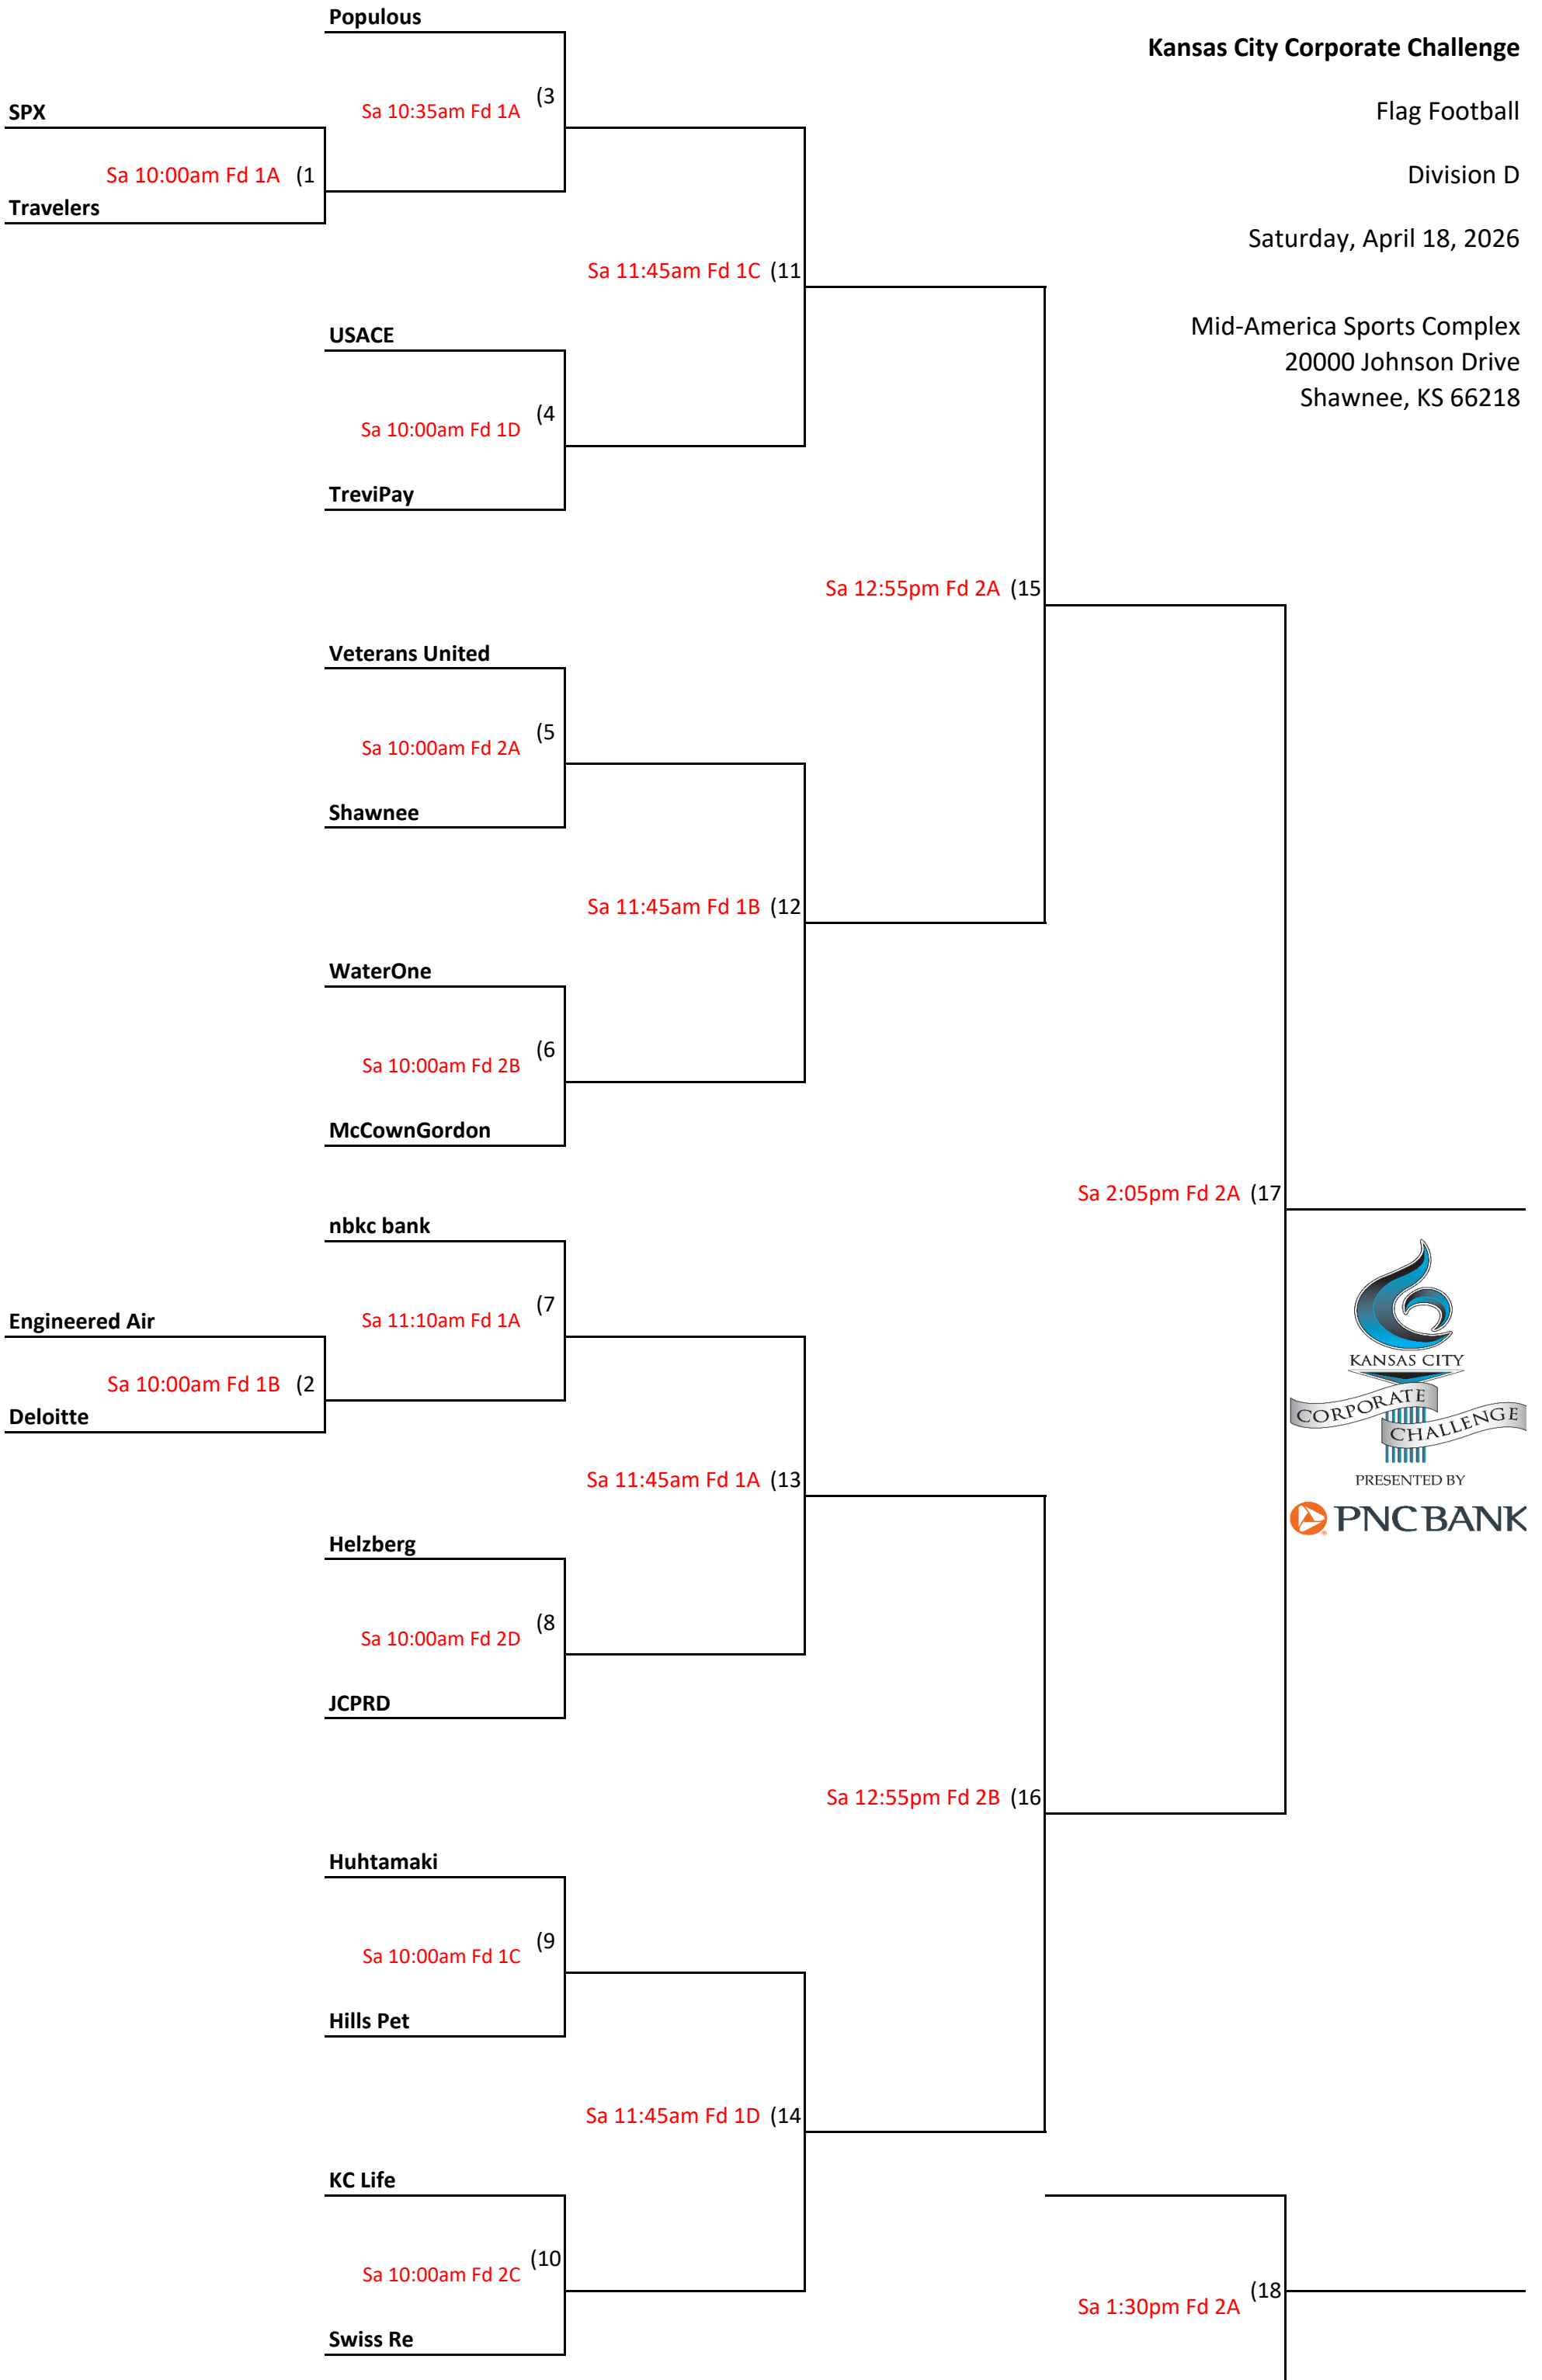 Populous
Kansas City Corporate Challenge
(3
SPX
Sa 10:35am Fd 1A
Flag Football
Sa 10:00am Fd 1A (1
Division D
Travelers
Saturday, April 18, 2026
Sa 11:45am Fd 1C (11
Mid-America Sports Complex
USACE
20000 Johnson Drive
Shawnee, KS 66218
(4
Sa 10:00am Fd 1D
TreviPay
Sa 12:55pm Fd 2A (15
Veterans United
(5
Sa 10:00am Fd 2A
Shawnee
Sa 11:45am Fd 1B (12
WaterOne
(6
Sa 10:00am Fd 2B
McCownGordon
Sa 2:05pm Fd 2A (17
nbkc bank
(7
Engineered Air
Sa 11:10am Fd 1A
KANSAS CITY
Sa 10:00am Fd 1B (2
CORPORATE
CHALLENGE
Deloitte
Sa 11:45am Fd 1A (13
PRESENTED BY
PNC BANK
Helzberg
(8
Sa 10:00am Fd 2D
JCPRD
Sa 12:55pm Fd 2B (16
Huhtamaki
(9
Sa 10:00am Fd 1C
Hills Pet
Sa 11:45am Fd 1D (14
KC Life
(10
Sa 10:00am Fd 2C
(18
Sa 1:30pm Fd 2A
Swiss Re